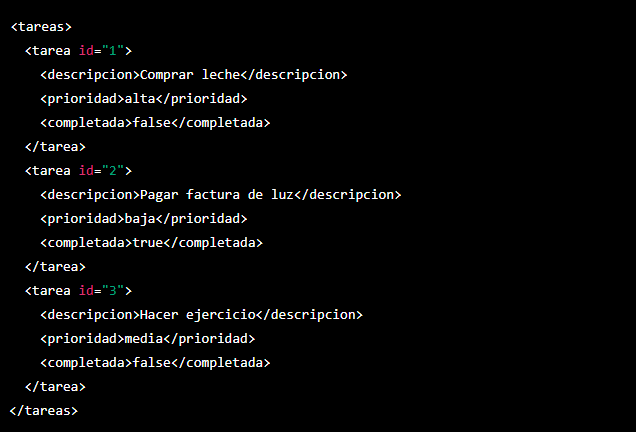 <tareas>
<tarea id="1">
<descripcion>Comprar leche</descripcion>
<prioridad>alta</prioridad>
<completada>false</completada>
</tarea>
<tarea id="2">
<descripcion>Pagar factura de luz</descripcion>
<prioridad>baja</prioridad>
<completada>true</completada>
</tarea>
<tarea id="3">
<descripcion>Hacer ejercicio</descripcion>
<prioridad>media</prioridad>
<completada>false</completada>
</tarea>
</tareas>